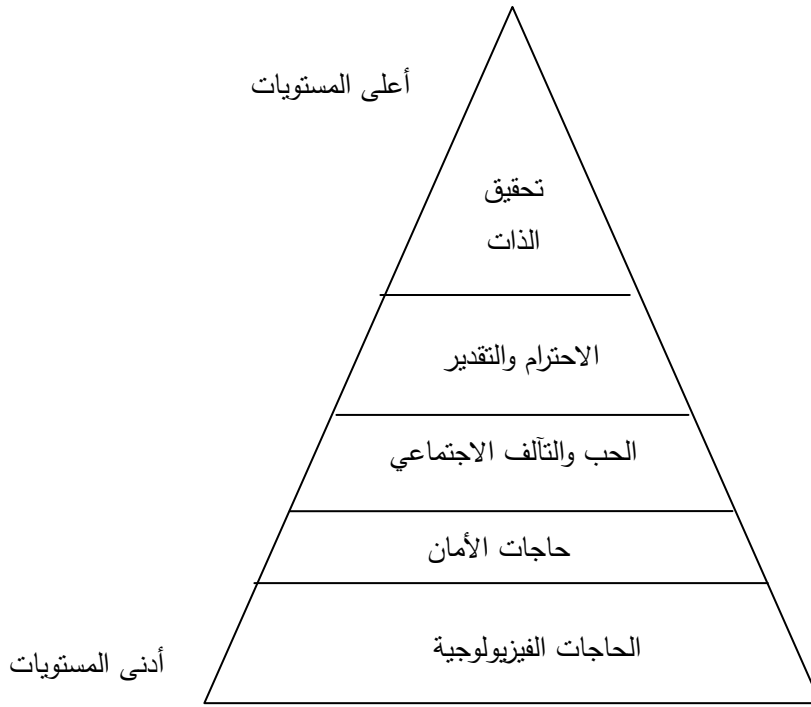 أعلى المستويات
تحقيق
الذات
الاحترام والتقدير
الحب والتآلف الاجتماعي
حاجات الأمان
الحاجات الفيزيولوجية
أدنى المستويات